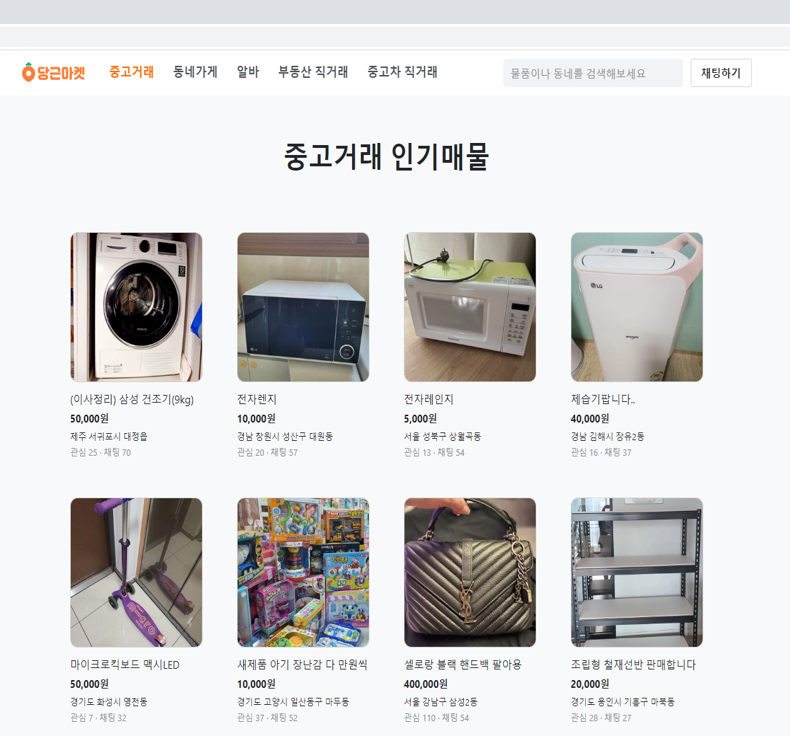 당근마켓 중고거래 동네가게 알바 부동산 직거래 중고차 직거래 물품이나 동네를 검색해보세요 채팅하기
중고거래 인기매물
LG
(이사정리) 삼성 건조기(9kg)
50,000원
제주 서귀포시 대정읍
관심 25 · 채팅 70
전자렌지
10,000원
경남 창원시 성산구 대원동
관심 20 · 채팅 57
전자레인지
5,000원
서울 성북구 상월곡동
관심 13 · 채팅 54
제습기팝니다..
40,000원
경남 김해시 장유2동
관심 16 · 채팅 37
마이크로킥보드 맥시LED
50,000원
경기도 화성시 영천동
관심 7 · 채팅 32
새제품 아기 장난감 다 만원씩
10,000원
경기도 고양시 일산동구 마두동
관심 37 · 채팅 52
셀로랑 블랙 핸드백 팔아용
400,000원
서울 강남구 삼성2동
관심 110 · 채팅 54
조립형 철재선반 판매합니다
20,000원
경기도 용인시 기흥구 마북동
관심 28 · 채팅 27